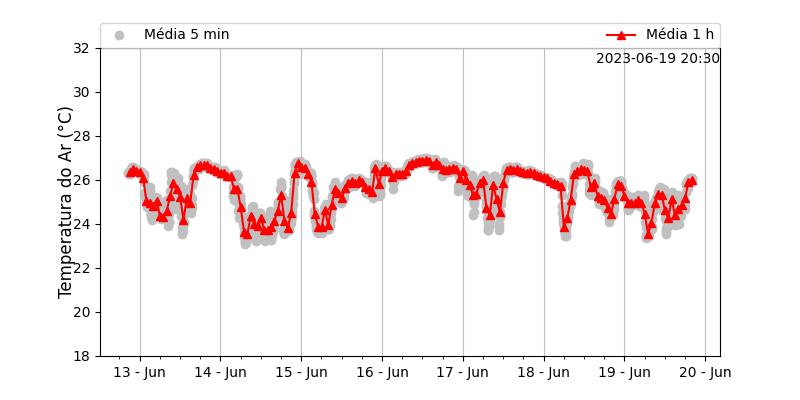 Média 5 min
Média 1 h
2023-06-19 20:30
Temperatura do Ar (°C)
32
30
28
26
24
22
20
18
13 - Jun
14 - Jun
15 - Jun
16 - Jun
17 - Jun
18 - Jun
19 - Jun
20 - Jun